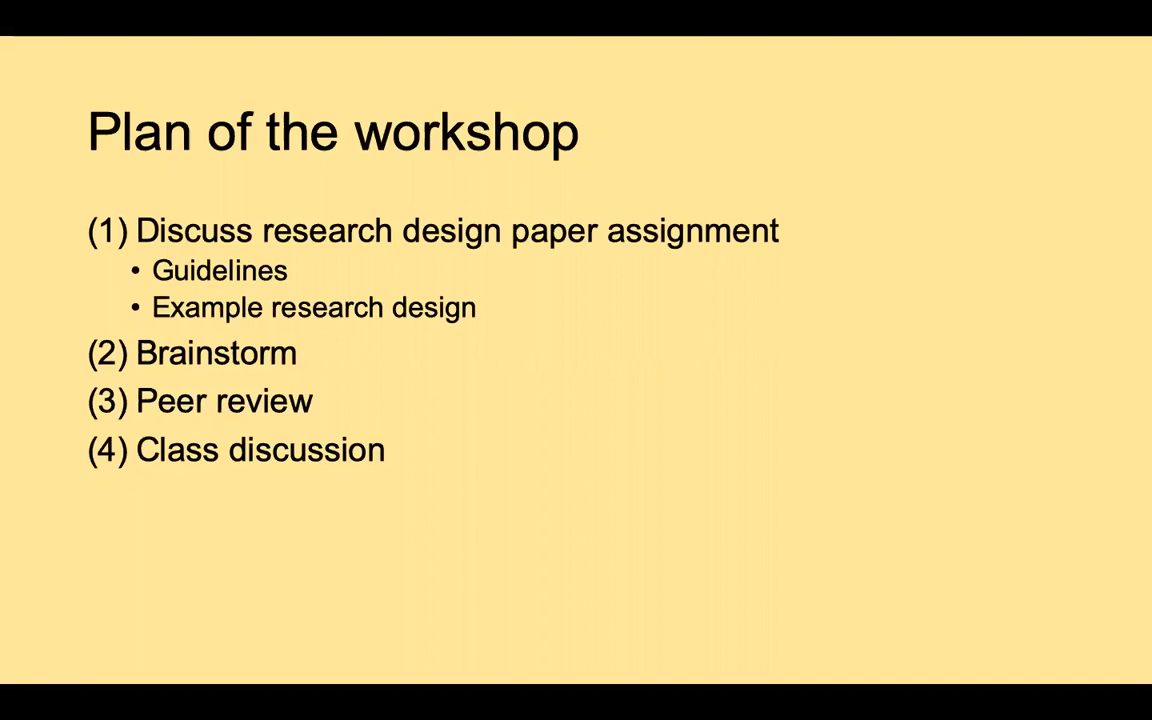 Plan of the workshop
(1) Discuss research design paper assignment
• Guidelines
• Example research design
(2) Brainstorm
(3) Peer review
(4) Class discussion